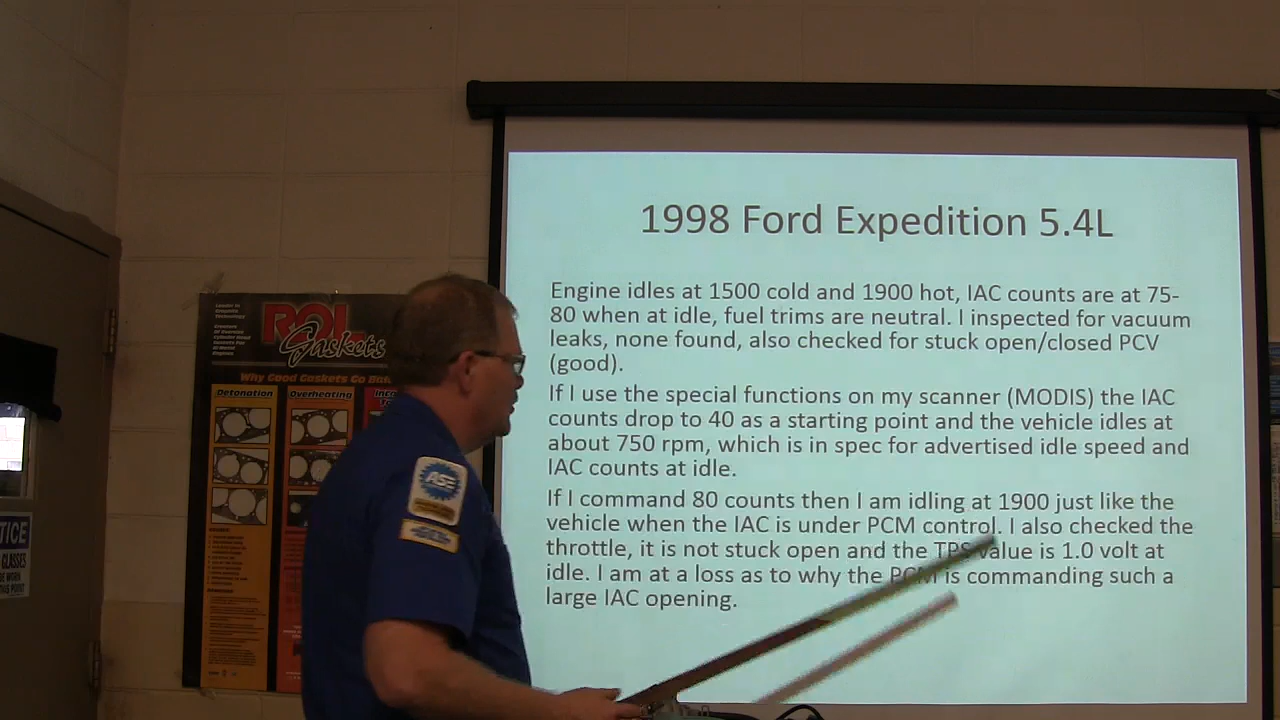 1998 Ford Expedition 5.4L
Engine idles at 1500 cold and 1900 hot, IAC counts are at 75-
80 when at idle, fuel trims are neutral. I inspected for vacuum
leaks, none found, also checked for stuck open/closed PCV
(good).
If I use the special functions on my scanner (MODIS) the IAC
counts drop to 40 as a starting point and the vehicle idles at
about 750 rpm, which is in spec for advertised idle speed and
IAC counts at idle.
If I command 80 counts then I am idling at 1900 just like the
vehicle when the IAC is under PCM control. I also checked the
throttle, it is not stuck open and the TPS value is 1.0 volt at
idle. I am at a loss as to why the PCM is commanding such a
large IAC opening.
ROL
Gaskets
Why Good Gaskets Go
Detonation
Overheating
ASE
TICE
GLASSES